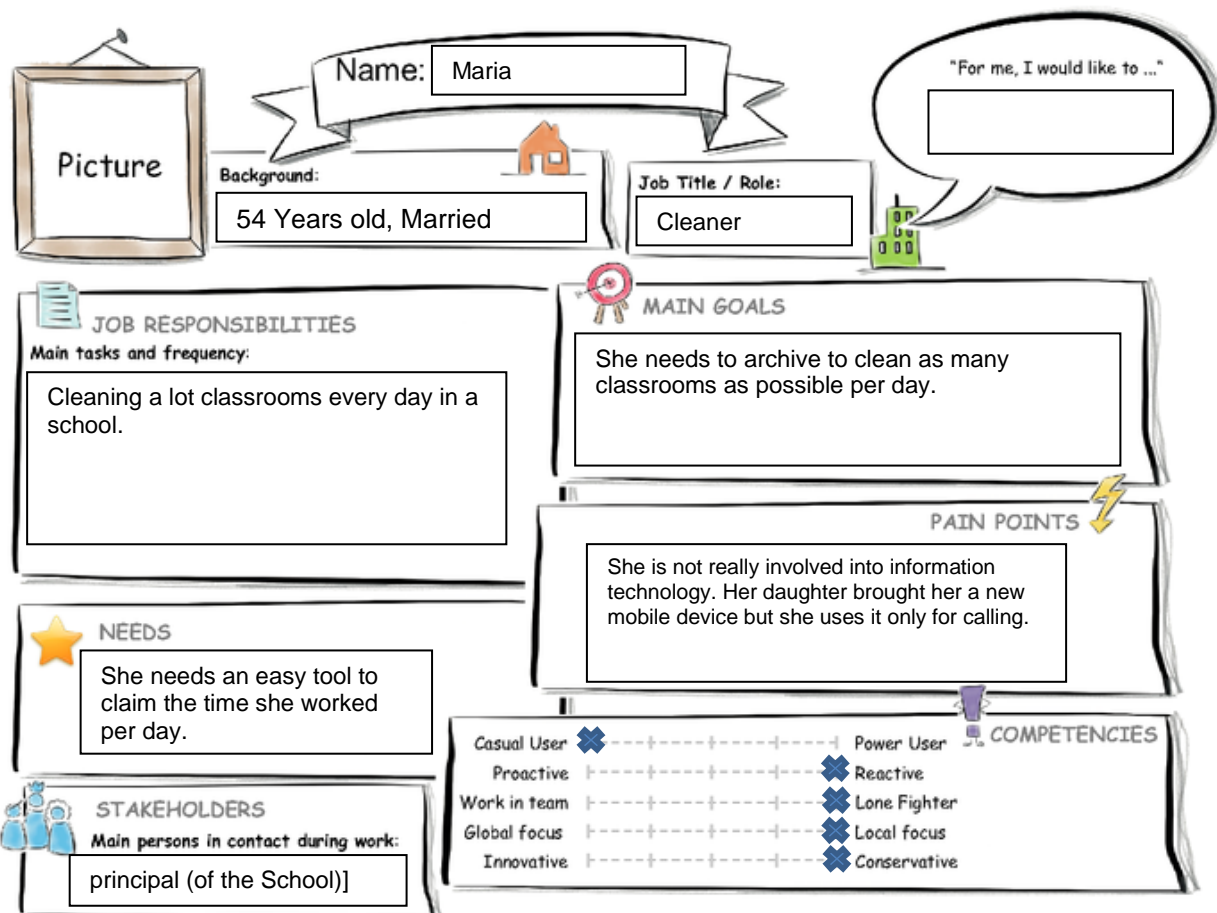 Name: Maria
"For me, I would like to ..."
Picture
Background:
54 Years old, Married
Job Title / Role:
Cleaner
JOB RESPONSIBILITIES
Main tasks and frequency:
Cleaning a lot classrooms every day in a
school.
MAIN GOALS
She needs to archive to clean as many
classrooms as possible per day.
PAIN POINTS
She is not really involved into information
technology. Her daughter brought her a new
mobile device but she uses it only for calling.
NEEDS
She needs an easy tool to
claim the time she worked
per day.
COMPETENCIES
Casual User Power User
Proactive Reactive
Work in team Lone Fighter
Global focus Local focus
Innovative Conservative
STAKEHOLDERS
Main persons in contact during work:
principal (of the School)]